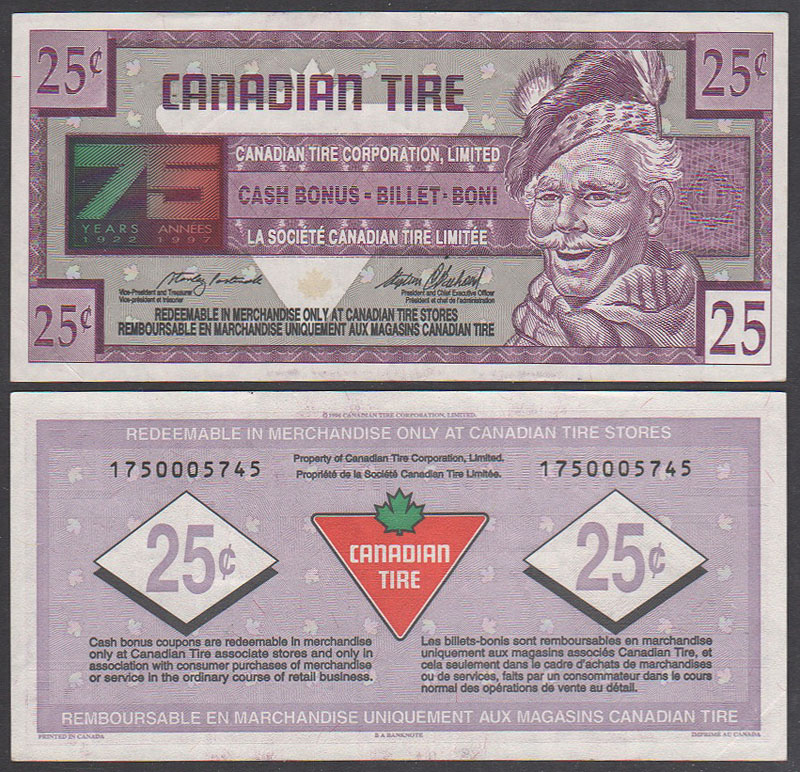 25¢
25¢
CANADIAN TIRE
75
YEARS ANNÉES
1922 1997
CANADIAN TIRE CORPORATION, LIMITED
CASH BONUS - BILLET - BONI
LA SOCIÉTÉ CANADIAN TIRE LIMITÉE
Vice-President and Treasurer
Vice-président et trésorier
President and Chief Executive Officer
Président et chef de l'administration
REDEEMABLE IN MERCHANDISE ONLY AT CANADIAN TIRE STORES
REMBOURSABLE EN MARCHANDISE UNIQUEMENT AUX MAGASINS CANADIAN TIRE
25¢
25
© 1996 CANADIAN TIRE CORPORATION, LIMITED.
REDEEMABLE IN MERCHANDISE ONLY AT CANADIAN TIRE STORES
Property of Canadian Tire Corporation, Limited.
Propriété de la Société Canadian Tire Limitée.
1750005745
1750005745
25¢
CANADIAN
TIRE
25¢
Cash bonus coupons are redeemable in merchandise
only at Canadian Tire associate stores and only in
association with consumer purchases of merchandise
or service in the ordinary course of retail business.
Les billets-bonis sont remboursables en marchandise
uniquement aux magasins associés Canadian Tire, et
cela seulement dans le cadre d'achats de marchandises
ou de services, faits par un consommateur dans le cours
normal des opérations de vente au détail.
REMBOURSABLE EN MARCHANDISE UNIQUEMENT AUX MAGASINS CANADIAN TIRE
PRINTED IN CANADA
B A BANKNOTE
IMPRIMÉ AU CANADA